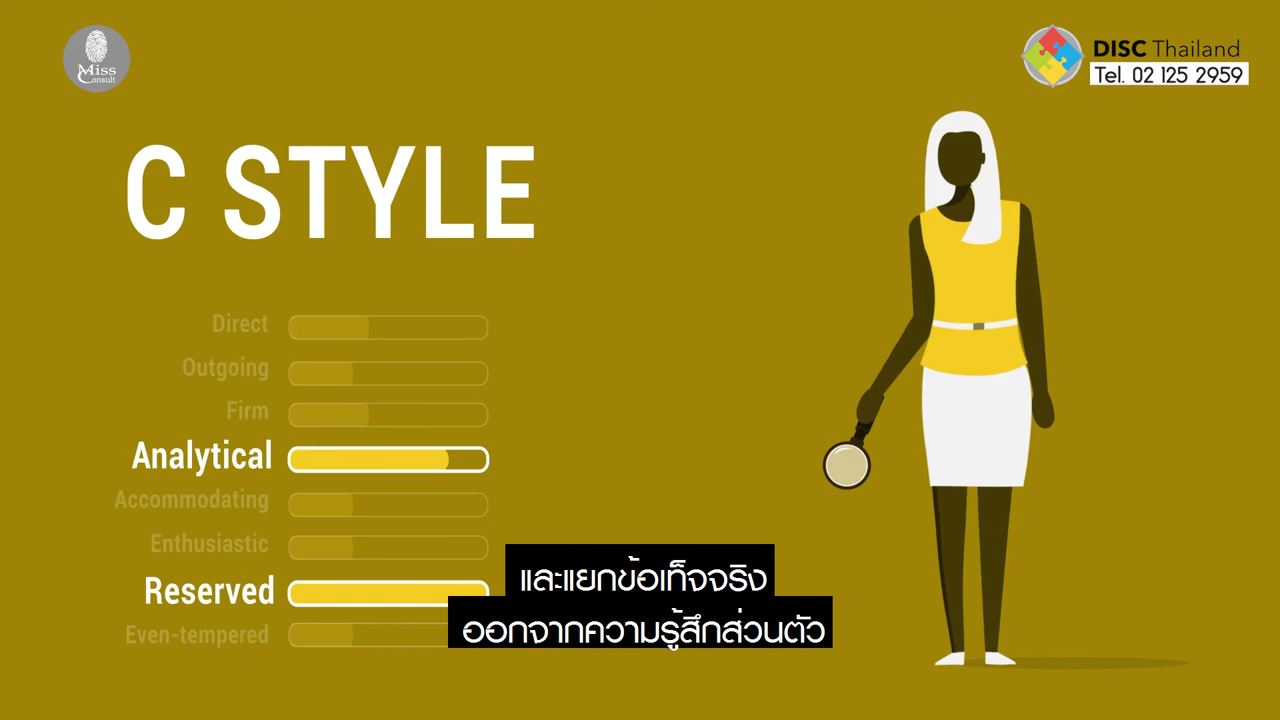 Miss
Consult
DISC Thailand
Tel. 02 125 2959
C STYLE
Direct
Outgoing
Firm
Analytical
Accommodating
Enthusiastic
Reserved
Even-tempered
และแยกข้อเท็จจริง
ออกจากความรู้สึกส่วนตัว